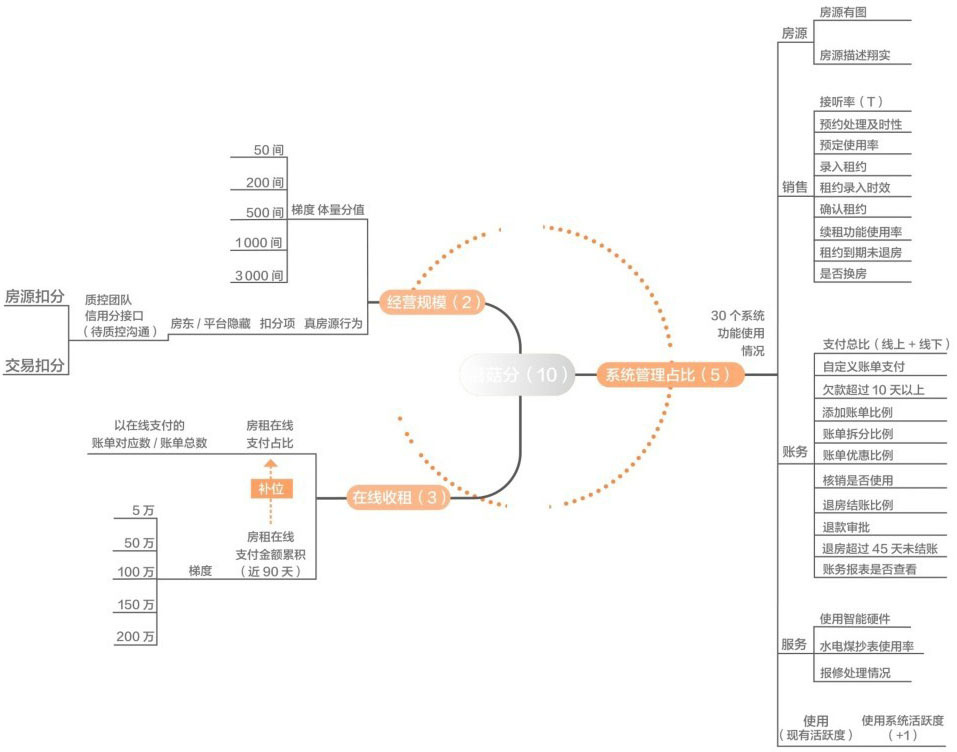 蘑菇分（10）
经营规模（2）
梯度 体量分值
50 间
200 间
500 间
1000 间
3000 间
真房源行为
扣分项
房东 / 平台隐藏
质控团队
信用分接口
（待质控沟通）
房源扣分
交易扣分
在线收租（3）
房租在线
支付占比
以在线支付的
账单对应数 / 账单总数
补位
房租在线
支付金额累积
（近 90 天）
梯度
5 万
50 万
100 万
150 万
200 万
系统管理占比（5）
30 个系统
功能使用
情况
房源
房源有图
房源描述翔实
销售
接听率（T）
预约处理及时性
预定使用率
录入租约
租约录入时效
确认租约
续租功能使用率
租约到期未退房
是否换房
账务
支付总比（线上 + 线下）
自定义账单支付
欠款超过 10 天以上
添加账单比例
账单拆分比例
账单优惠比例
核销是否使用
退房结账比例
退款审批
退房超过 45 天未结账
账务报表是否查看
服务
使用智能硬件
水电煤抄表使用率
报修处理情况
使用
（现有活跃度）
使用系统活跃度
（+1）